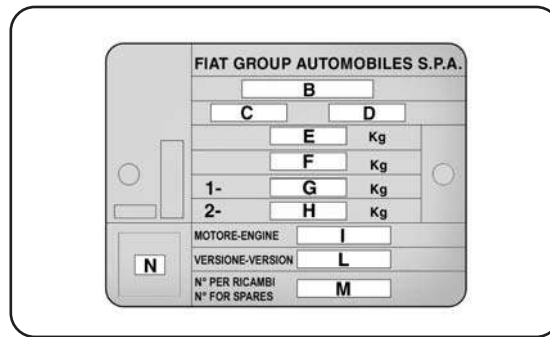 FIAT GROUP AUTOMOBILES S.P.A.
B
C D
E Kg
F Kg
1- G Kg
2- H Kg
MOTORE-ENGINE I
VERSIONE-VERSION L
N
N° PER RICAMBI
N° FOR SPARES M